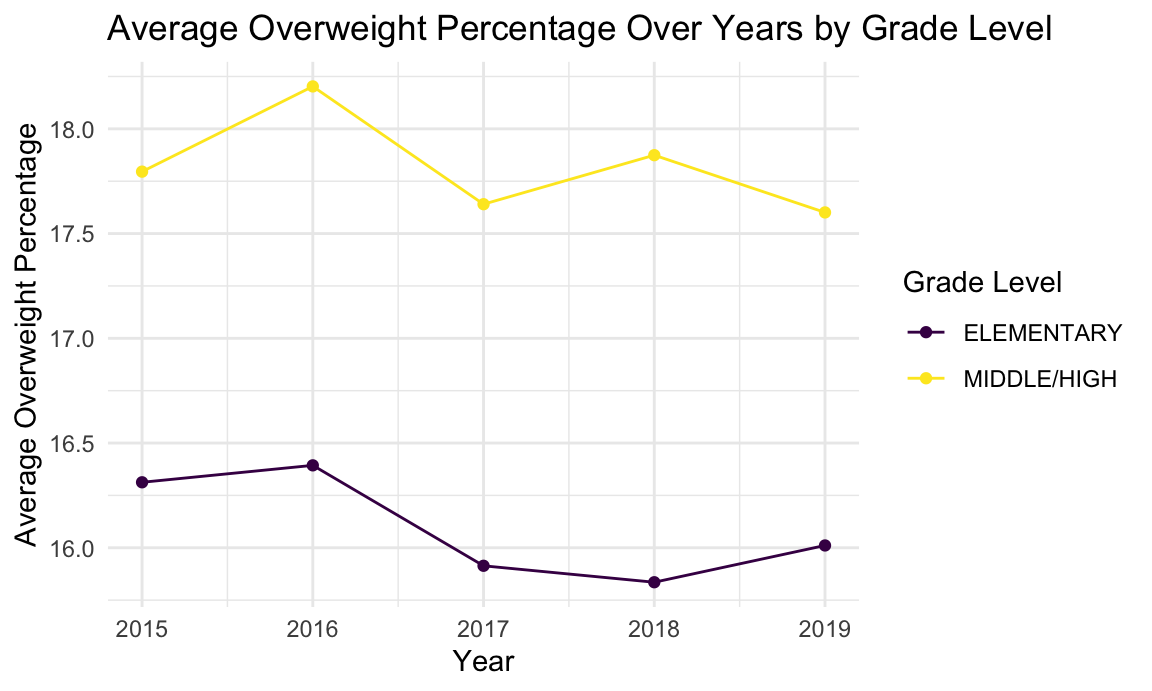 Average Overweight Percentage Over Years by Grade Level
Average Overweight Percentage
18.0
17.5
17.0
16.5
16.0
2015 2016 2017 2018 2019
Year
Grade Level
ELEMENTARY
MIDDLE/HIGH